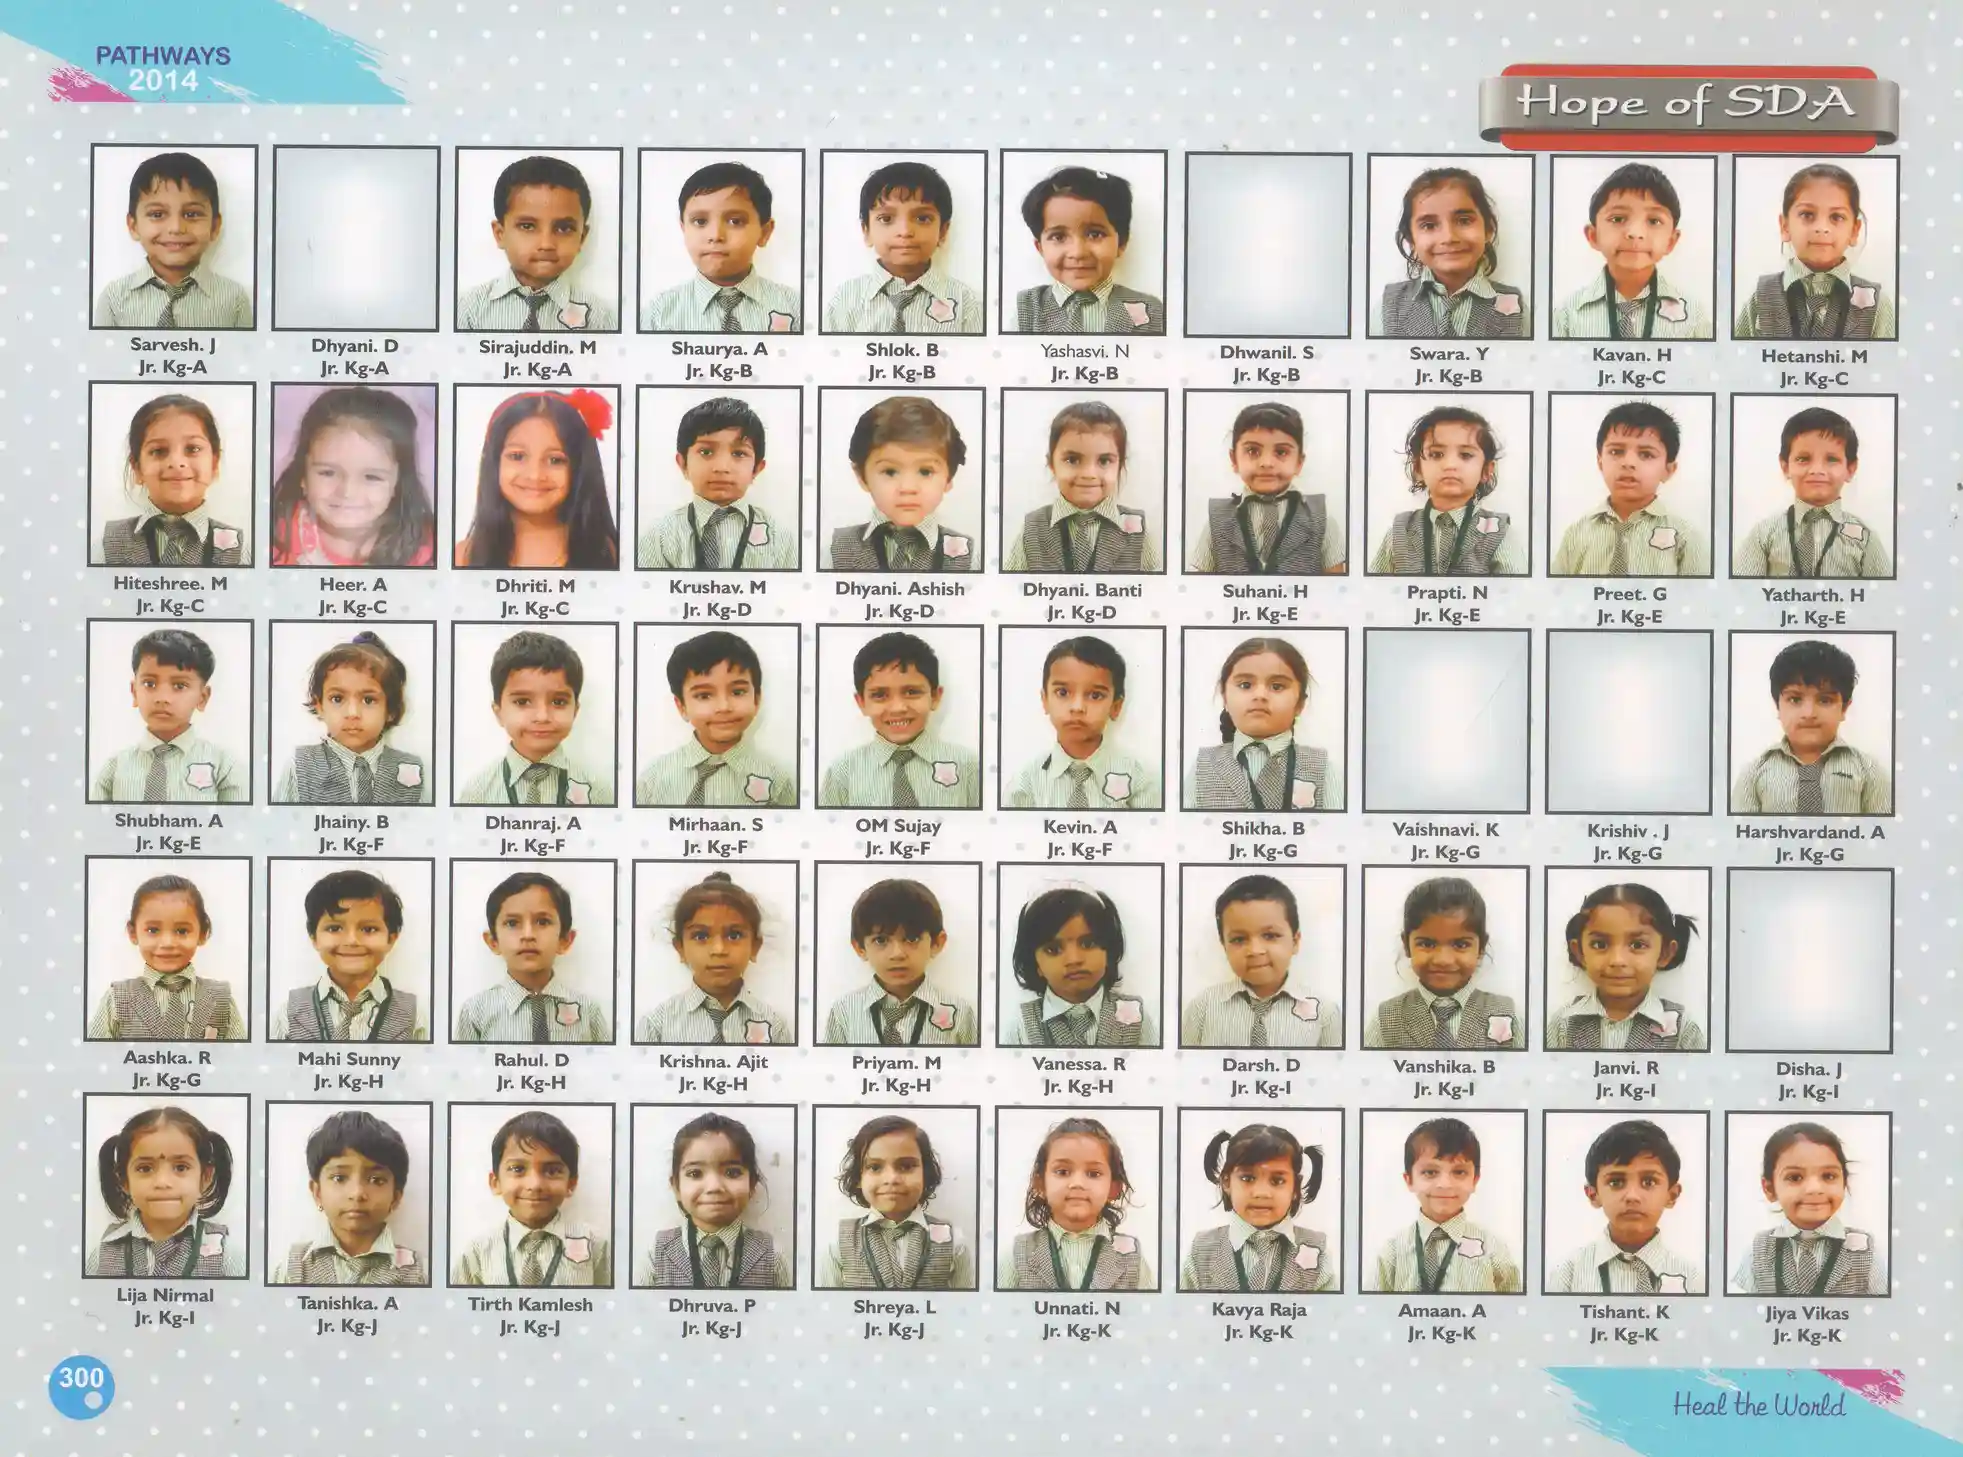 PATHWAYS
2014
Hope of SDA
Sarvesh. J
Jr. Kg-A
Dhyani. D
Jr. Kg-A
Sirajuddin. M
Jr. Kg-A
Shaurya. A
Jr. Kg-B
Shlok. B
Jr. Kg-B
Yashasvi. N
Jr. Kg-B
Dhwanil. S
Jr. Kg-B
Swara. Y
Jr. Kg-B
Kavan. H
Jr. Kg-C
Hetanshi. M
Jr. Kg-C
Hiteshree. M
Jr. Kg-C
Heer. A
Jr. Kg-C
Dhriti. M
Jr. Kg-C
Krushav. M
Jr. Kg-D
Dhyani. Ashish
Jr. Kg-D
Dhyani. Banti
Jr. Kg-D
Suhani. H
Jr. Kg-E
Prapti. N
Jr. Kg-E
Preet. G
Jr. Kg-E
Yatharth. H
Jr. Kg-E
Shubham. A
Jr. Kg-E
Jhainy. B
Jr. Kg-F
Dhanraj. A
Jr. Kg-F
Mirhaan. S
Jr. Kg-F
OM Sujay
Jr. Kg-F
Kevin. A
Jr. Kg-F
Shikha. B
Jr. Kg-G
Vaishnavi. K
Jr. Kg-G
Krishiv . J
Jr. Kg-G
Harshvardand. A
Jr. Kg-G
Aashka. R
Jr. Kg-G
Mahi Sunny
Jr. Kg-H
Rahul. D
Jr. Kg-H
Krishna. Ajit
Jr. Kg-H
Priyam. M
Jr. Kg-H
Vanessa. R
Jr. Kg-H
Darsh. D
Jr. Kg-I
Vanshika. B
Jr. Kg-I
Janvi. R
Jr. Kg-I
Disha. J
Jr. Kg-I
Lija Nirmal
Jr. Kg-I
Tanishka. A
Jr. Kg-J
Tirth Kamlesh
Jr. Kg-J
Dhruva. P
Jr. Kg-J
Shreya. L
Jr. Kg-J
Unnati. N
Jr. Kg-K
Kavya Raja
Jr. Kg-K
Amaan. A
Jr. Kg-K
Tishant. K
Jr. Kg-K
Jiya Vikas
Jr. Kg-K
300
Heal the World